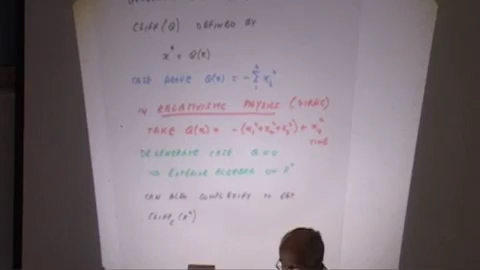 CLIFF(Q) DEFINED BY
x² = Q(x)
CASE ABOVE Q(x) = - Σ x_i²
IN RELATIVISTIC PHYSICS (DIRAC)
TAKE Q(x) = -(x₁²+x₂²+x₃²) + x₄²
TIME
DEGENERATE CASE Q=0
⇒ EXTERIOR ALGEBRA ON Rⁿ
CAN ALSO COMPLEXIFY TO GET
CLIFF_C(Rⁿ)